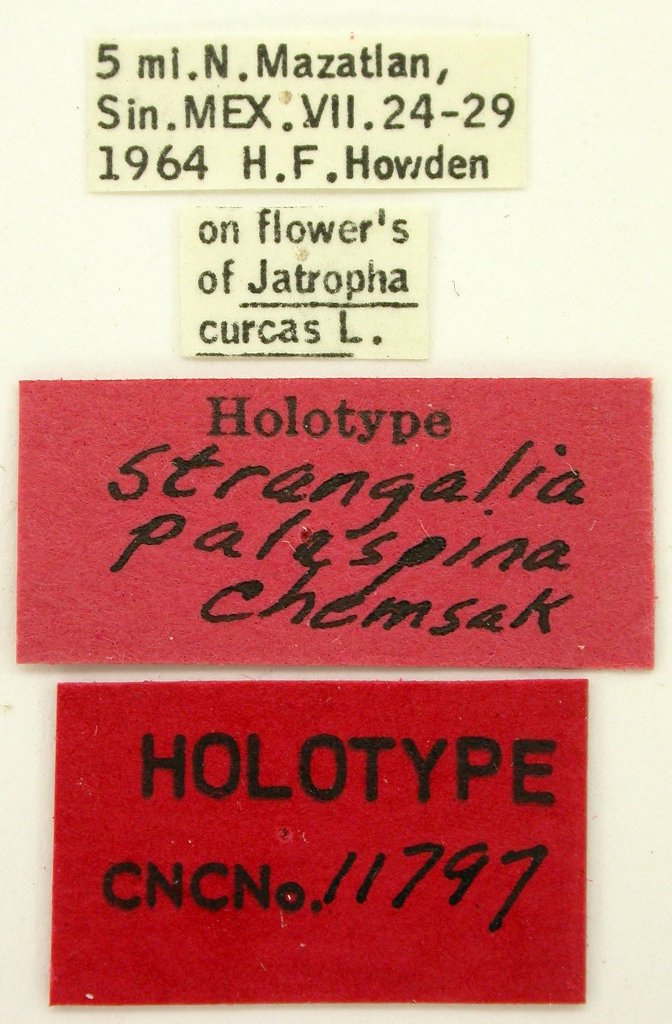 5 mi.N.Mazatlan,
Sin.MEX.VII.24-29
1964 H.F.Howden
on flower's
of Jatropha
curcas L.
Holotype
Strangalia
palaspina
Chemsak
HOLOTYPE
CNCNo. 11797